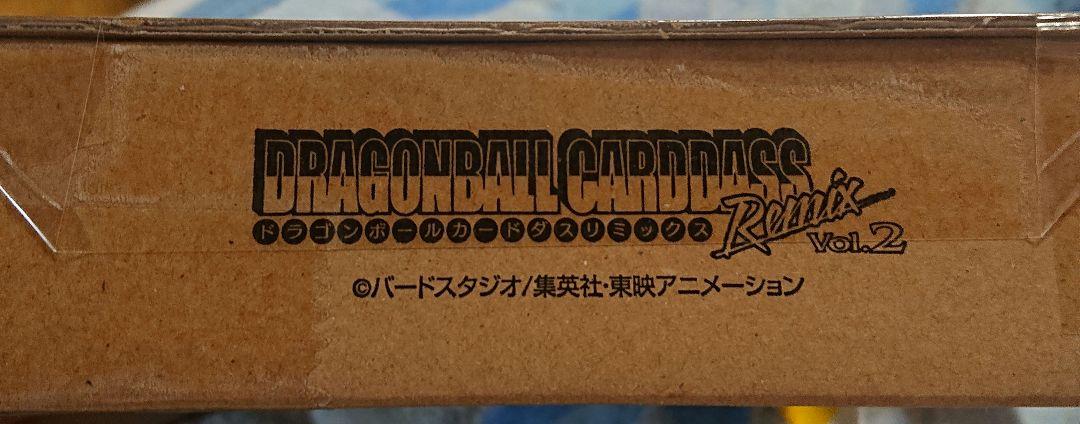 DRAGONBALL CARDDASS
ドラゴンボールカードダスリミックス Remix Vol.2
©バードスタジオ/集英社・東映アニメーション